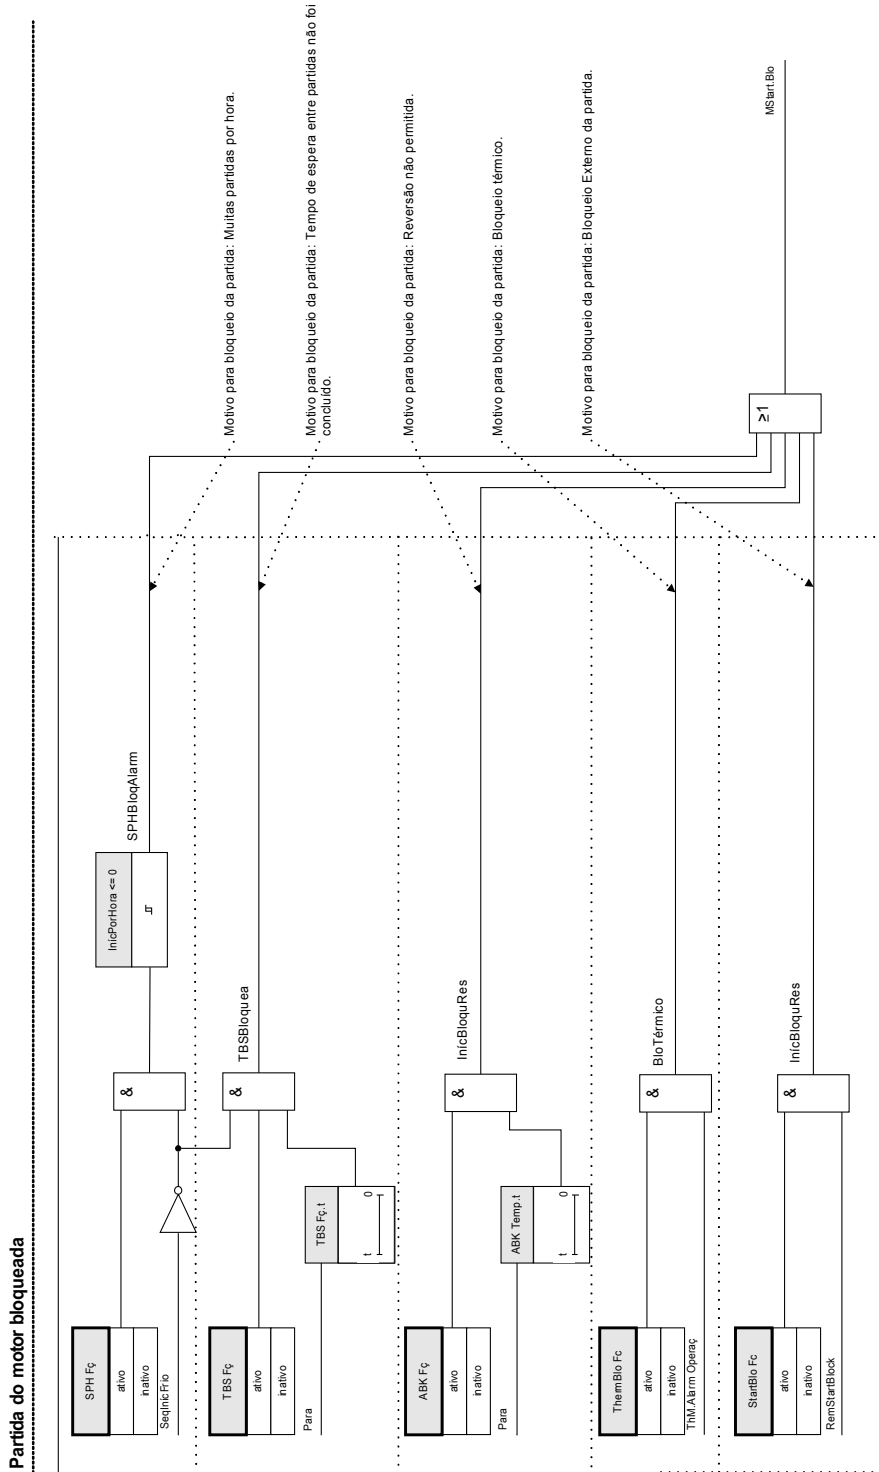 Partida do motor bloqueada
SPH Fç
ativo
inativo
SeqInicFrio
&
InicPorHora <= 0
SPHBloqAlarm
Motivo para bloqueio da partida: Muitas partidas por hora.
TBS Fç
ativo
inativo
Para
TBS Fç.t
t
0
&
TBSBloquea
Motivo para bloqueio da partida: Tempo de espera entre partidas não foi
concluído.
ABK Fç
ativo
inativo
Para
ABK Temp.t
t
0
&
InícBloquRes
Motivo para bloqueio da partida: Reversão não permitida.
ThermBlo Fc
ativo
inativo
ThM.Alarm Operaç
&
BloTérmico
Motivo para bloqueio da partida: Bloqueio térmico.
StartBlo Fc
ativo
inativo
RemStartBlock
&
InícBloquRes
Motivo para bloqueio da partida: Bloqueio Externo da partida.
≥1
MStart.Blo